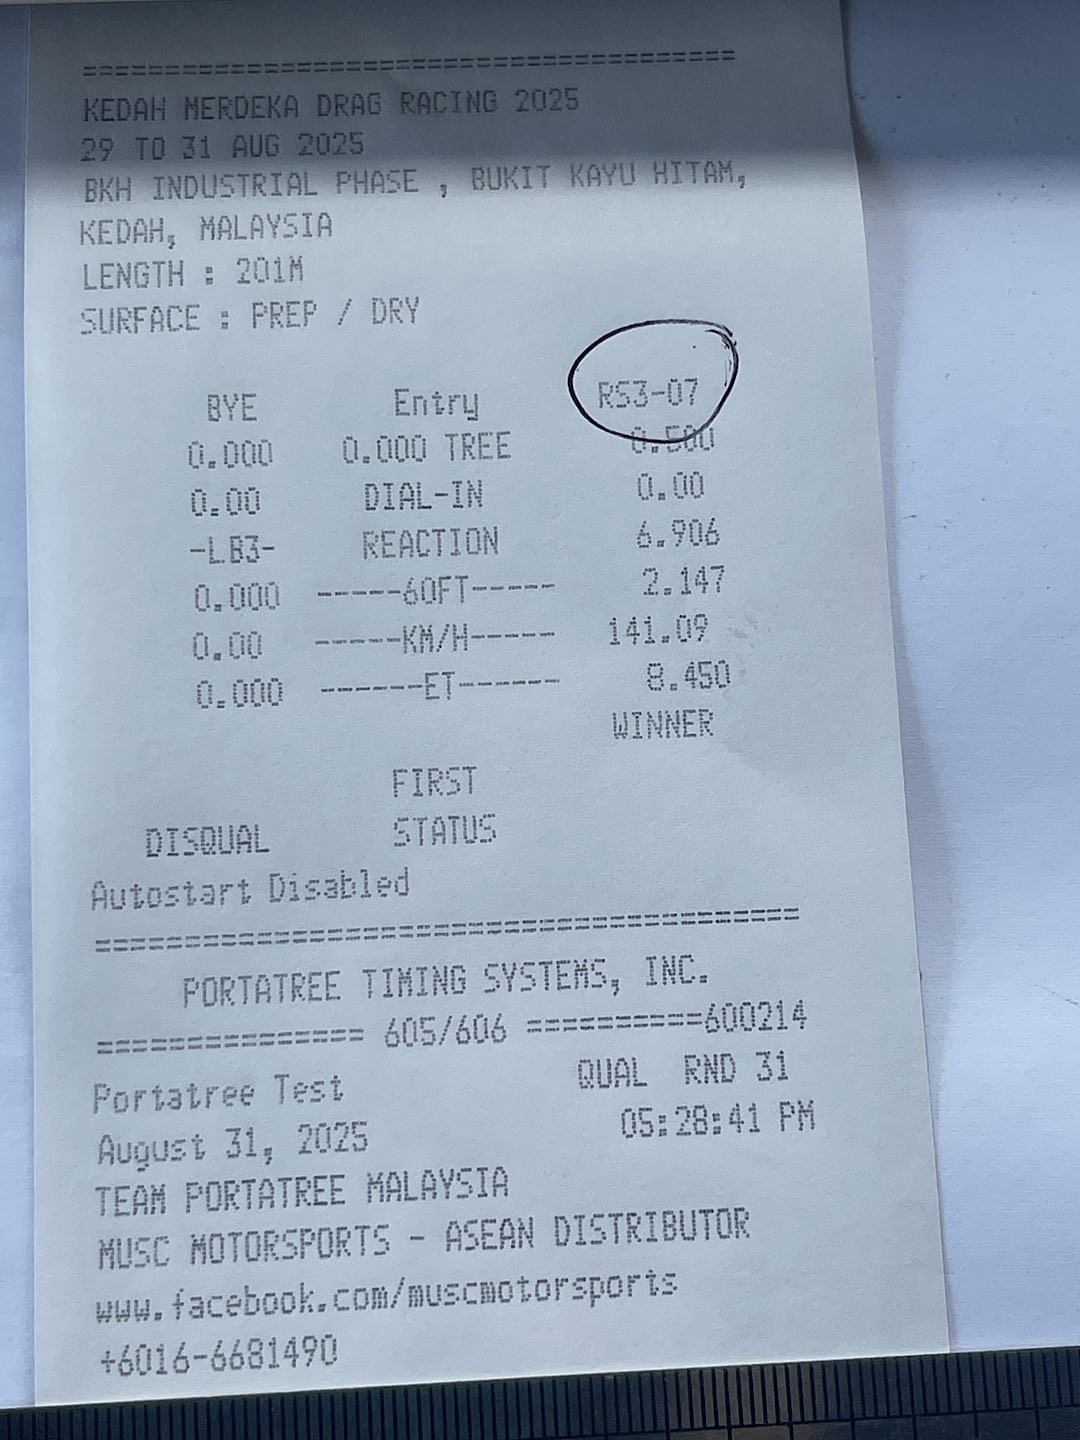 =======================================
KEDAH MERDEKA DRAG RACING 2025
29 TO 31 AUG 2025
BKH INDUSTRIAL PHASE , BUKIT KAYU HITAM,
KEDAH, MALAYSIA
LENGTH : 201M
SURFACE : PREP / DRY
BYE Entry RS3-07
0.000 0.000 TREE 0.500
0.00 DIAL-IN 0.00
-LB3- REACTION 6.906
0.000 -----60FT----- 2.147
0.00 -----KM/H----- 141.09
0.000 ------ET------ 8.450
WINNER
FIRST
DISQUAL STATUS
Autostart Disabled
=======================================
PORTATREE TIMING SYSTEMS, INC.
=============== 605/606 ==========600214
Portatree Test QUAL RND 31
August 31, 2025 05:28:41 PM
TEAM PORTATREE MALAYSIA
MUSC MOTORSPORTS - ASEAN DISTRIBUTOR
www.facebook.com/muscmotorsports
+6016-6681490